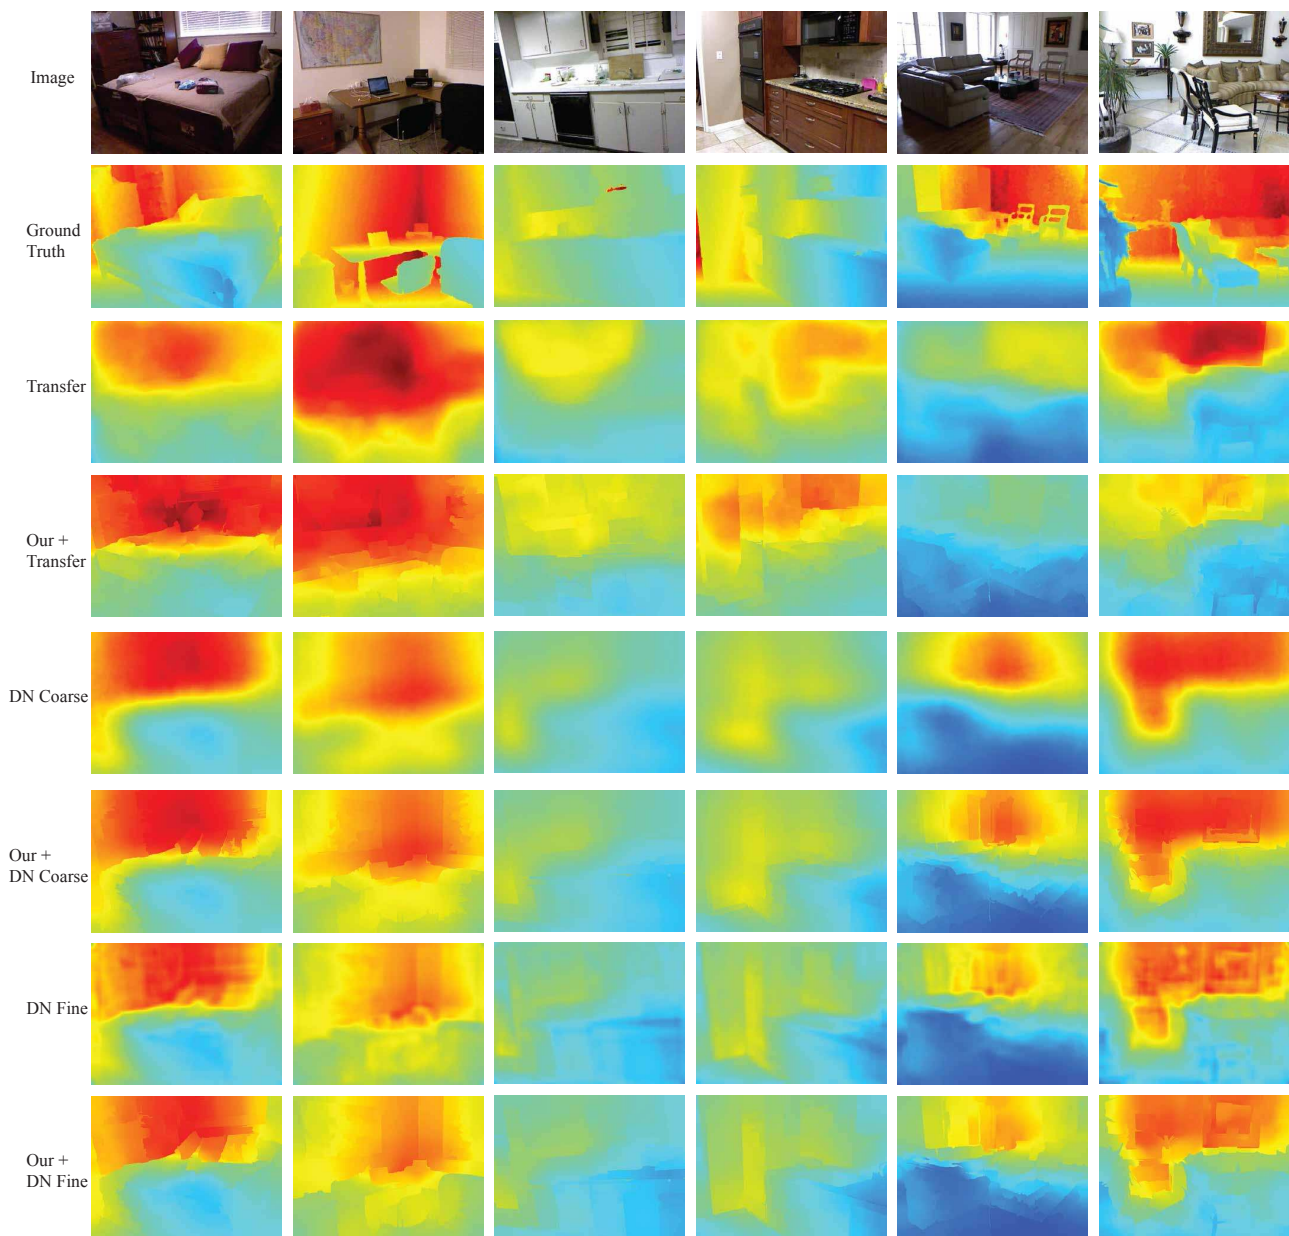 Image
Ground
Truth
Transfer
Our +
Transfer
DN Coarse
Our +
DN Coarse
DN Fine
Our +
DN Fine